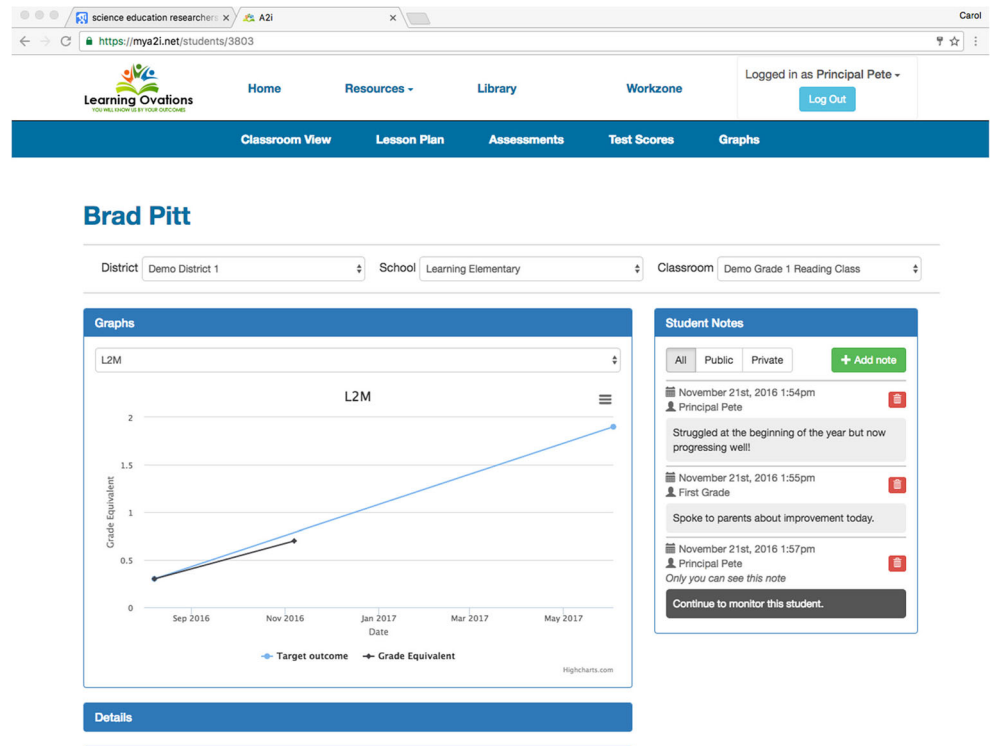 science education researchers
A2i
Carol
https://mya2i.net/students/3803
Learning Ovations
YOU WILL KNOW US BY YOUR OUTCOMES
Home
Resources
Library
Workzone
Logged in as Principal Pete
Log Out
Classroom View
Lesson Plan
Assessments
Test Scores
Graphs
Brad Pitt
District Demo District 1
School Learning Elementary
Classroom Demo Grade 1 Reading Class
Graphs
L2M
L2M
2
1.5
1
0.5
0
Grade Equivalent
Sep 2016
Nov 2016
Jan 2017
Mar 2017
May 2017
Date
Target outcome
Grade Equivalent
Highcharts.com
Details
Student Notes
All
Public
Private
+ Add note
November 21st, 2016 1:54pm
Principal Pete
Struggled at the beginning of the year but now
progressing well!
November 21st, 2016 1:55pm
First Grade
Spoke to parents about improvement today.
November 21st, 2016 1:57pm
Principal Pete
Only you can see this note
Continue to monitor this student.